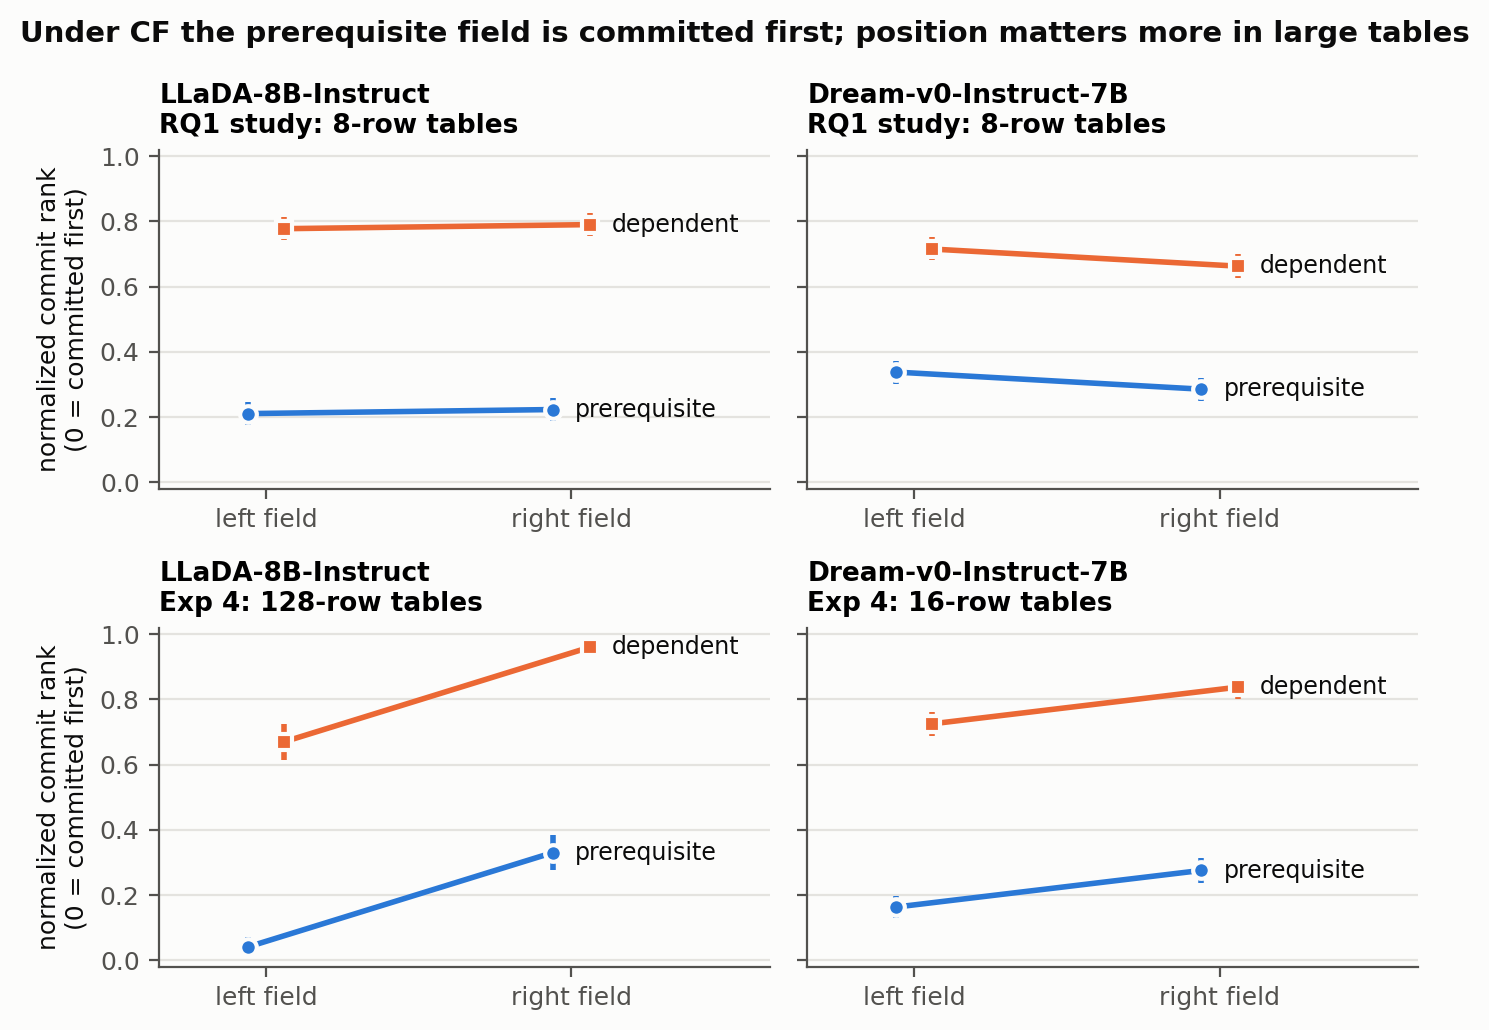 Under CF the prerequisite field is committed first; position matters more in large tables
LLaDA-8B-Instruct
RQ1 study: 8-row tables
normalized commit rank
(0 = committed first)
1.0
0.8
0.6
0.4
0.2
0.0
dependent
prerequisite
left field
right field
Dream-v0-Instruct-7B
RQ1 study: 8-row tables
dependent
prerequisite
left field
right field
LLaDA-8B-Instruct
Exp 4: 128-row tables
normalized commit rank
(0 = committed first)
1.0
0.8
0.6
0.4
0.2
0.0
dependent
prerequisite
left field
right field
Dream-v0-Instruct-7B
Exp 4: 16-row tables
dependent
prerequisite
left field
right field